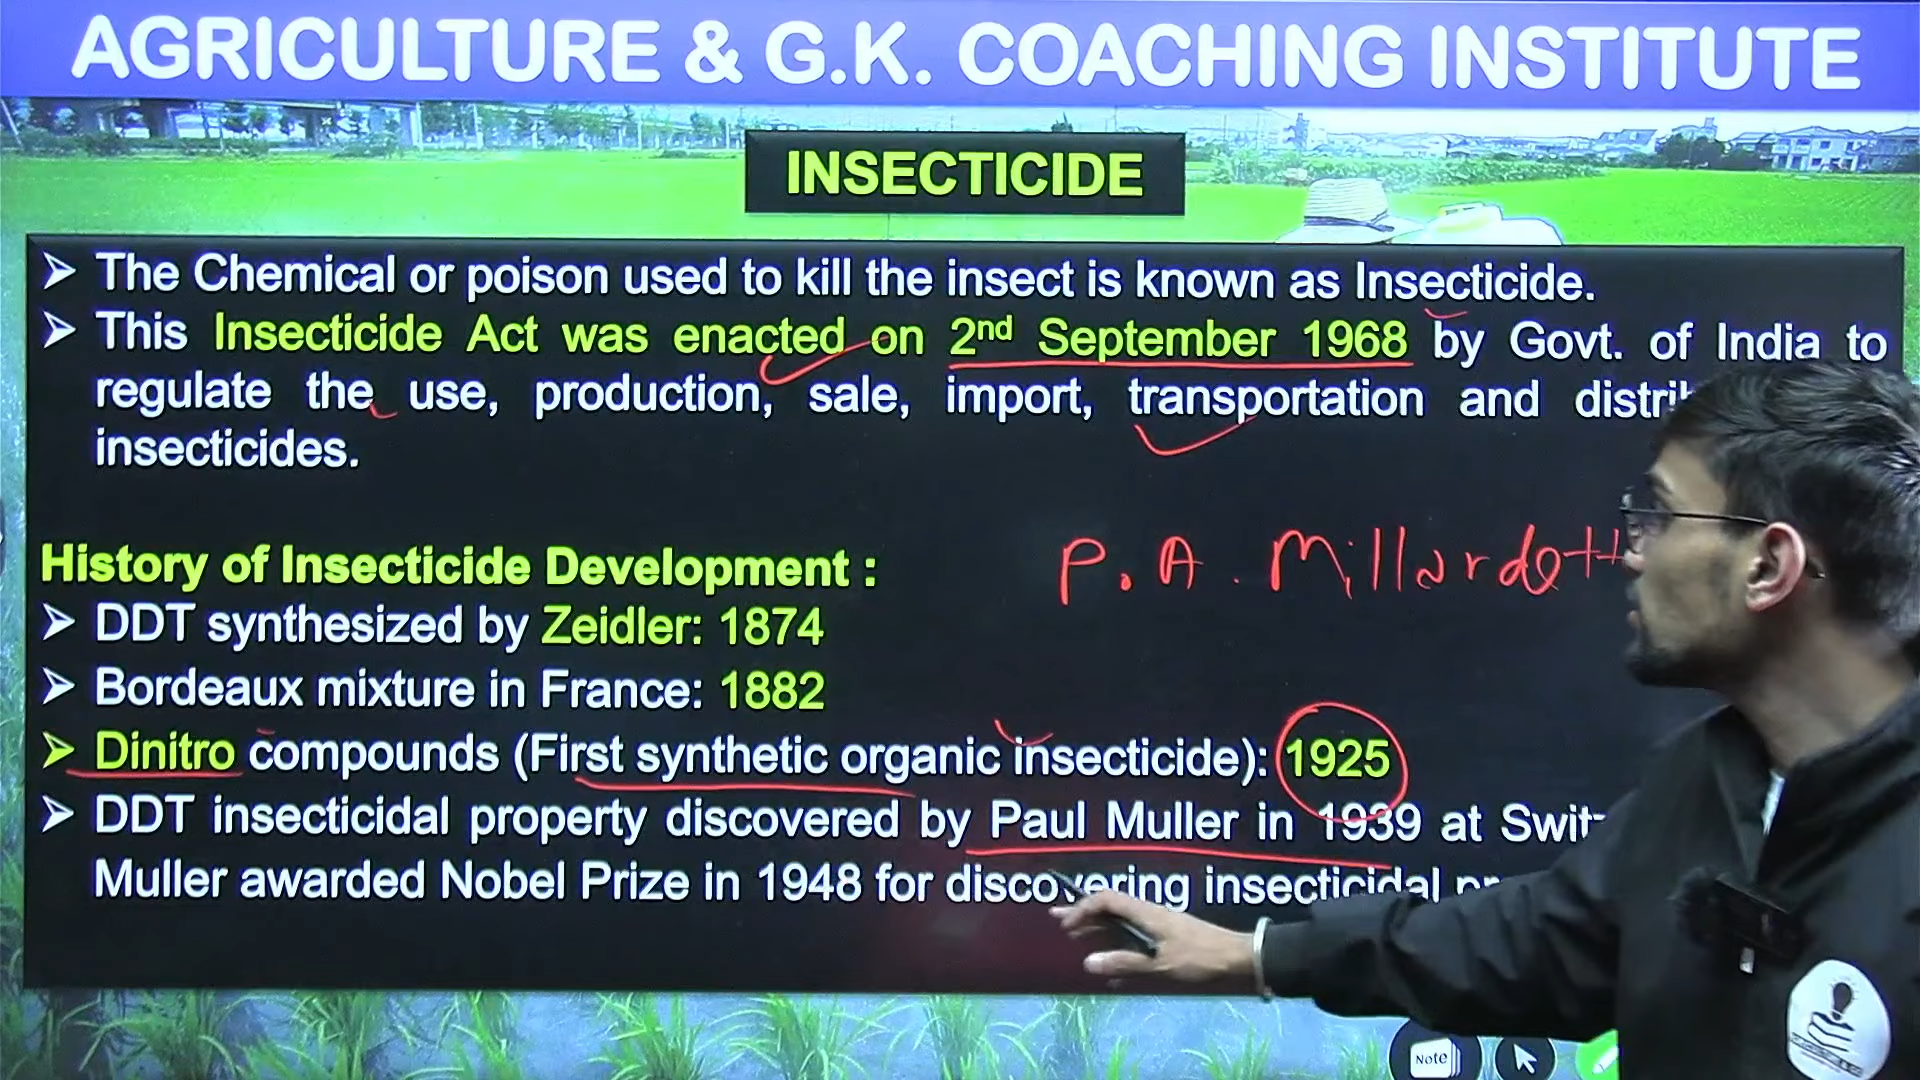 AGRICULTURE & G.K. COACHING INSTITUTE
INSECTICIDE
➤ The Chemical or poison used to kill the insect is known as Insecticide.
➤ This Insecticide Act was enacted on 2nd September 1968 by Govt. of India to
regulate the use, production, sale, import, transportation and
insecticides.
P. A. Millardett
History of Insecticide Development :
➤ DDT synthesized by Zeidler: 1874
➤ Bordeaux mixture in France: 1882
➤ Dinitro compounds (First synthetic organic insecticide): 1925
➤ DDT insecticidal property discovered by Paul Muller in 1939 at
Muller awarded Nobel Prize in 1948 for discovering insecticidal
Note